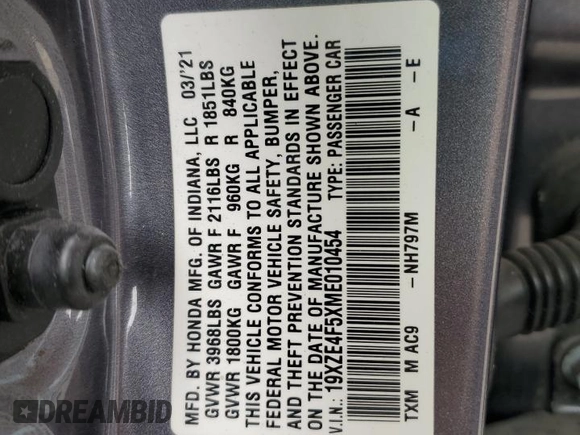 MFD. BY HONDA MFG. OF INDIANA, LLC 03/'21
GVWR 3968LBS GAWR F 2116LBS R 1851LBS
GVWR 1800KG GAWR F 960KG R 840KG
THIS VEHICLE CONFORMS TO ALL APPLICABLE
FEDERAL MOTOR VEHICLE SAFETY, BUMPER,
AND THEFT PREVENTION STANDARDS IN EFFECT
ON THE DATE OF MANUFACTURE SHOWN ABOVE.
V.I.N.: 19XZE4F5XME010454 TYPE: PASSENGER CAR
TXM M AC9 -NH797M -A -E
DREAMBID